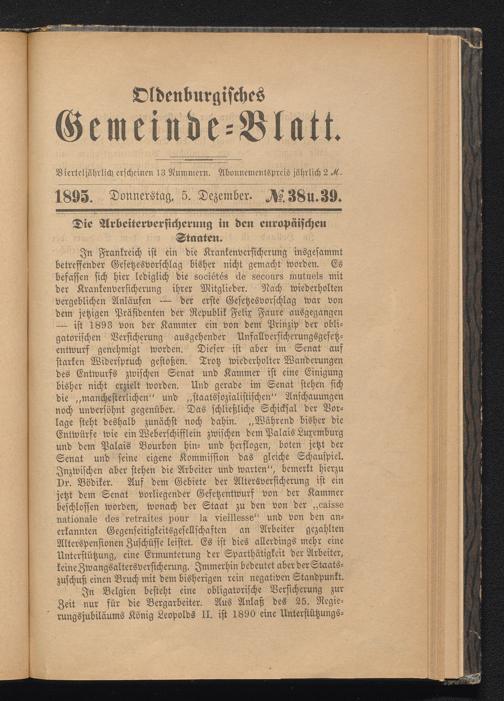 Oldenburgisches
Gemeinde-Blatt.
Vierteljährlich erscheinen 13 Nummern. Abonnementspreis jährlich 2 M.
1895. Donnerstag, 5. Dezember. № 38 u. 39.
Die Arbeiterversicherung in den europäischen
Staaten.
In Frankreich ist ein die Krankenversicherung insgesammt
betreffender Gesetzesvorschlag bisher nicht gemacht worden. Es
befassen sich hier lediglich die sociétés de secours mutuels mit
der Krankenversicherung ihrer Mitglieder. Nach wiederholten
vergeblichen Anläufen — der erste Gesetzvorschlag war von
dem jetzigen Präsidenten der Republik Felix Faure ausgegangen
— ist 1893 von der Kammer ein von dem Prinzip der obli-
gatorischen Versicherung ausgehender Unfallversicherungsgesetz-
entwurf genehmigt worden. Dieser ist aber im Senat auf
starken Widerspruch gestoßen. Trotz wiederholter Wanderungen
des Entwurfs zwischen Senat und Kammer ist eine Einigung
bisher nicht erzielt worden. Und gerade im Senat stehen sich
die „manchesterlichen" und „staatssozialistischen" Anschauungen
noch unversöhnt gegenüber. Das schließliche Schicksal der Vor-
lage steht deshalb zunächst noch dahin. „Während bisher die
Entwürfe wie ein Weberschifflein zwischen dem Palais Luxemburg
und dem Palais Bourbon hin- und herflogen, boten jetzt der
Senat und seine eigene Kommission das gleiche Schauspiel.
Inzwischen aber stehen die Arbeiter und warten", bemerkt hierzu
Dr. Bödiker. Auf dem Gebiete der Altersversicherung ist ein
jetzt dem Senat vorliegender Gesetzentwurf von der Kammer
beschlossen worden, wonach der Staat zu den von der „caisse
nationale des retraites pour la vieillesse" und von den an-
erkannten Gegenseitigkeitsgesellschaften an Arbeiter gezahlten
Alterspensionen Zuschüsse leistet. Es ist dies allerdings mehr eine
Unterstützung, eine Ermunterung der Sparthätigkeit der Arbeiter,
keine Zwangsaltersversicherung. Immerhin bedeutet aber der Staats-
zuschuß einen Bruch mit dem bisherigen rein negativen Standpunkt.
In Belgien besteht eine obligatorische Versicherung zur
Zeit nur für die Bergarbeiter. Aus Anlaß des 25. Regie-
rungsjubiläums König Leopolds II. ist 1890 eine Unterstützungs-